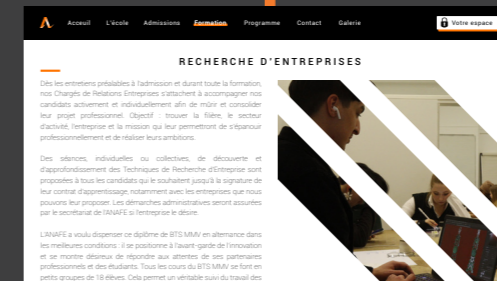 Acceuil L'école Admissions Formation Programme Contact Galerie Votre espace
RECHERCHE D'ENTREPRISES
Dès les entretiens préalables à l'admission et durant toute la formation,
nos Chargés de Relations Entreprises s'attachent à accompagner nos
candidats activement et individuellement afin de mûrir et consolider
leur projet professionnel. Objectif : trouver la filière, le secteur
d'activité, l'entreprise et la mission qui leur permettront de s'épanouir
professionnellement et de réaliser leurs ambitions.
Des séances, individuelles ou collectives, de découverte et
d'approfondissement des Techniques de Recherche d'Entreprise sont
proposées à tous les candidats qui le souhaitent jusqu'à la signature de
leur contrat d'apprentissage, notamment avec les entreprises que nous
pouvons leur proposer. Les démarches administratives seront assurées
par le secrétariat de l'ANAFE si l'entreprise le désire.
L'ANAFE a voulu dispenser ce diplôme de BTS MMV en alternance dans
les meilleures conditions : il se positionne à l'avant-garde de l'innovation
et se montre désireux de répondre aux attentes de ses partenaires
professionnels et des étudiants. Tous les cours du BTS MMV se font en
petits groupes de 18 élèves. Cela permet un véritable suivi du travail des